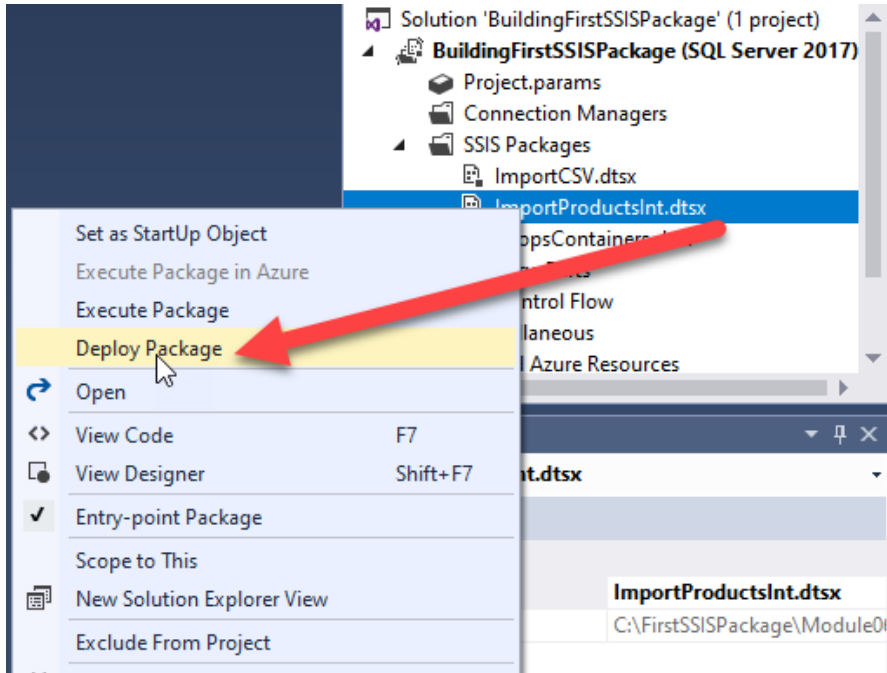 Solution 'BuildingFirstSSISPackage' (1 project)
BuildingFirstSSISPackage (SQL Server 2017)
Project.params
Connection Managers
SSIS Packages
ImportCSV.dtsx
ImportProductsInt.dtsx
Set as StartUp Object
Execute Package in Azure
Execute Package
Deploy Package
Open
View Code F7
View Designer Shift+F7
Entry-point Package
Scope to This
New Solution Explorer View
Exclude From Project
opsContainers
ntrol Flow
laneous
l Azure Resources
nt.dtsx
ImportProductsInt.dtsx
C:\FirstSSISPackage\Module0